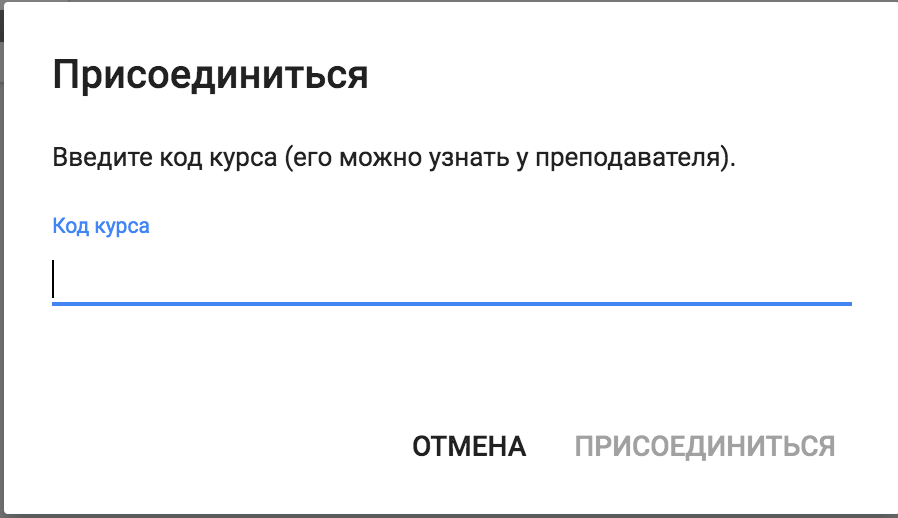 Присоединиться
Введите код курса (его можно узнать у преподавателя).
Код курса
ОТМЕНА ПРИСОЕДИНИТЬСЯ